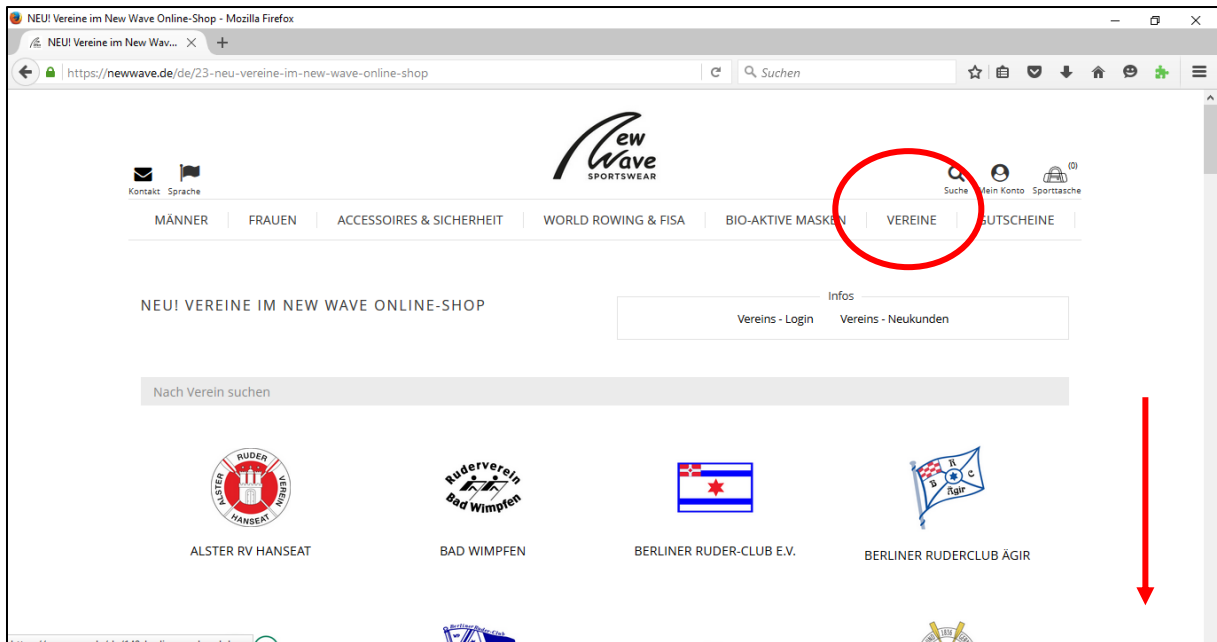 NEU! Vereine im New Wave Online-Shop - Mozilla Firefox
NEU! Vereine im New Wav...
https://newwave.de/de/23-neu-vereine-im-new-wave-online-shop
Suchen
ew
Wave
SPORTSWEAR
Kontakt Sprache
(0)
Suche Mein Konto Sporttasche
MÄNNER FRAUEN ACCESSOIRES & SICHERHEIT WORLD ROWING & FISA BIO-AKTIVE MASKEN VEREINE GUTSCHEINE
NEU! VEREINE IM NEW WAVE ONLINE-SHOP
Infos
Vereins - Login Vereins - Neukunden
Nach Verein suchen
ALSTER RUDER VEREIN HANSEAT
Ruderverein
Bad Wimpfen
B R C
Ägir
ALSTER RV HANSEAT BAD WIMPFEN BERLINER RUDER-CLUB E.V. BERLINER RUDERCLUB ÄGIR
Berliner Ruder-Club